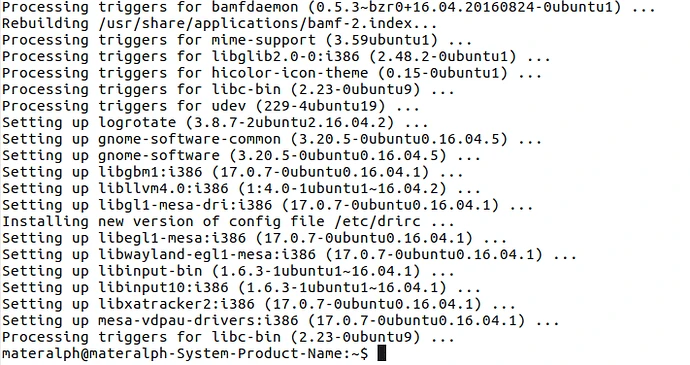 Processing triggers for bamfdaemon (0.5.3~bzr0+16.04.20160824-0ubuntu1) ...
Rebuilding /usr/share/applications/bamf-2.index...
Processing triggers for mime-support (3.59ubuntu1) ...
Processing triggers for libglib2.0-0:i386 (2.48.2-0ubuntu1) ...
Processing triggers for hicolor-icon-theme (0.15-0ubuntu1) ...
Processing triggers for libc-bin (2.23-0ubuntu9) ...
Processing triggers for udev (229-4ubuntu19) ...
Setting up logrotate (3.8.7-2ubuntu2.16.04.2) ...
Setting up gnome-software-common (3.20.5-0ubuntu0.16.04.5) ...
Setting up gnome-software (3.20.5-0ubuntu0.16.04.5) ...
Setting up libgbm1:i386 (17.0.7-0ubuntu0.16.04.1) ...
Setting up libllvm4.0:i386 (1:4.0-1ubuntu1~16.04.2) ...
Setting up libgl1-mesa-dri:i386 (17.0.7-0ubuntu0.16.04.1) ...
Installing new version of config file /etc/drirc ...
Setting up libegl1-mesa:i386 (17.0.7-0ubuntu0.16.04.1) ...
Setting up libwayland-egl1-mesa:i386 (17.0.7-0ubuntu0.16.04.1) ...
Setting up libinput-bin (1.6.3-1ubuntu1~16.04.1) ...
Setting up libinput10:i386 (1.6.3-1ubuntu1~16.04.1) ...
Setting up libxatracker2:i386 (17.0.7-0ubuntu0.16.04.1) ...
Setting up mesa-vdpau-drivers:i386 (17.0.7-0ubuntu0.16.04.1) ...
Processing triggers for libc-bin (2.23-0ubuntu9) ...
materalph@materalph-System-Product-Name:~$